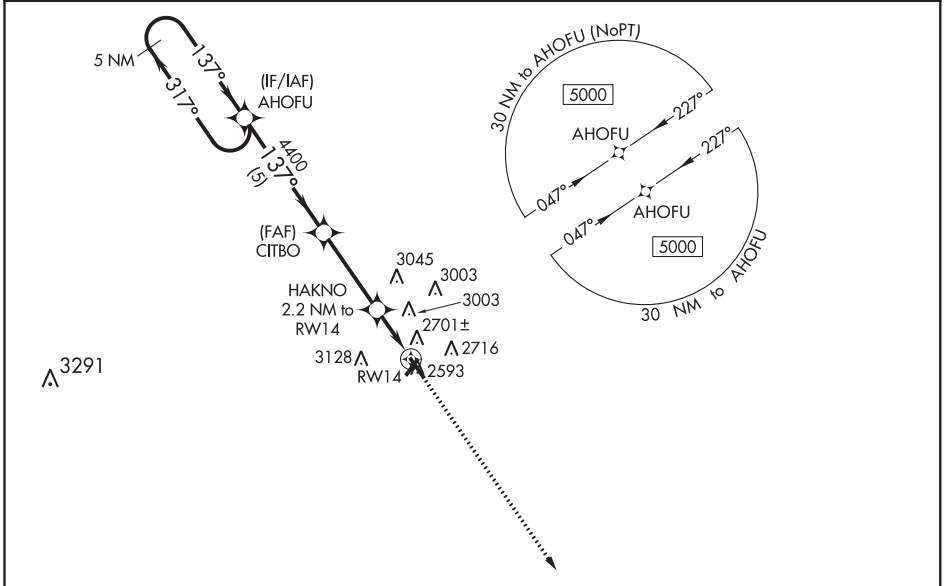 5 NM
137°
317°
(IF/IAF)
AHOFU
4400
137°
(5)
(FAF)
CITBO
HAKNO
2.2 NM to
RW14
3045
3003
3003
2701±
2716
3128
RW14
2593
3291
30 NM to AHOFU (NoPT)
5000
AHOFU
227°
047°
227°
047°
AHOFU
5000
30 NM to AHOFU